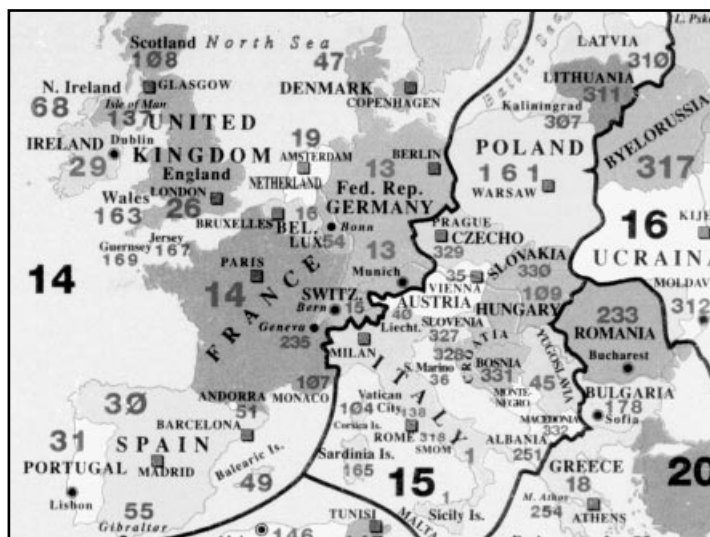 Scotland
North Sea
108
GLASGOW
47
DENMARK
COPENHAGEN
Baltic Sea
LATVIA
310
LITHUANIA
311
Kaliningrad
307
N. Ireland
68
Isle of Man
137
UNITED
KINGDOM
IRELAND
Dublin
29
England
LONDON
26
Wales
163
19
AMSTERDAM
NETHERLAND
13
BERLIN
Fed. Rep.
GERMANY
POLAND
161
WARSAW
BYELORUSSIA
317
BRUXELLES
16
BEL.
LUX
54
Bonn
13
Munich
Guernsey
169
Jersey
167
PRAGUE
329
CZECHO
SLOVAKIA
330
16
KIJE
UCRAINA
14
PARIS
14
FRANCE
SWITZ.
Bern
15
Geneva
235
35
VIENNA
AUSTRIA
40
Liecht.
HUNGARY
109
MOLDAV
312
233
ROMANIA
Bucharest
SLOVENIA
327
CROATIA
328
BOSNIA
331
YUGOSLAVIA
45
MILAN
ITALY
1
S. Marino
36
MONTE-
NEGRO
MACEDONIA
332
BULGARIA
178
Sofia
ANDORRA
51
107
MONACO
Vatican
City
138
104
Corsica Is.
ROME
318
SMOM
ALBANIA
251
30
SPAIN
BARCELONA
MADRID
31
PORTUGAL
Lisbon
Balearic Is.
49
Sardinia Is.
165
15
1
Sicily Is.
GREECE
18
M. Athos
254
ATHENS
20
55
Gibraltar
146
TUNISI
MALTA